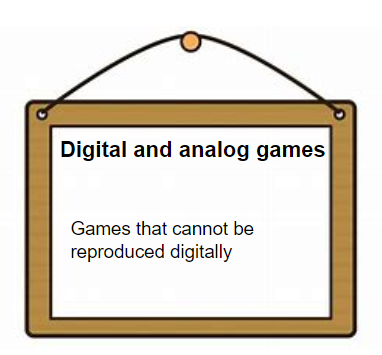 Digital and analog games
Games that cannot be
reproduced digitally